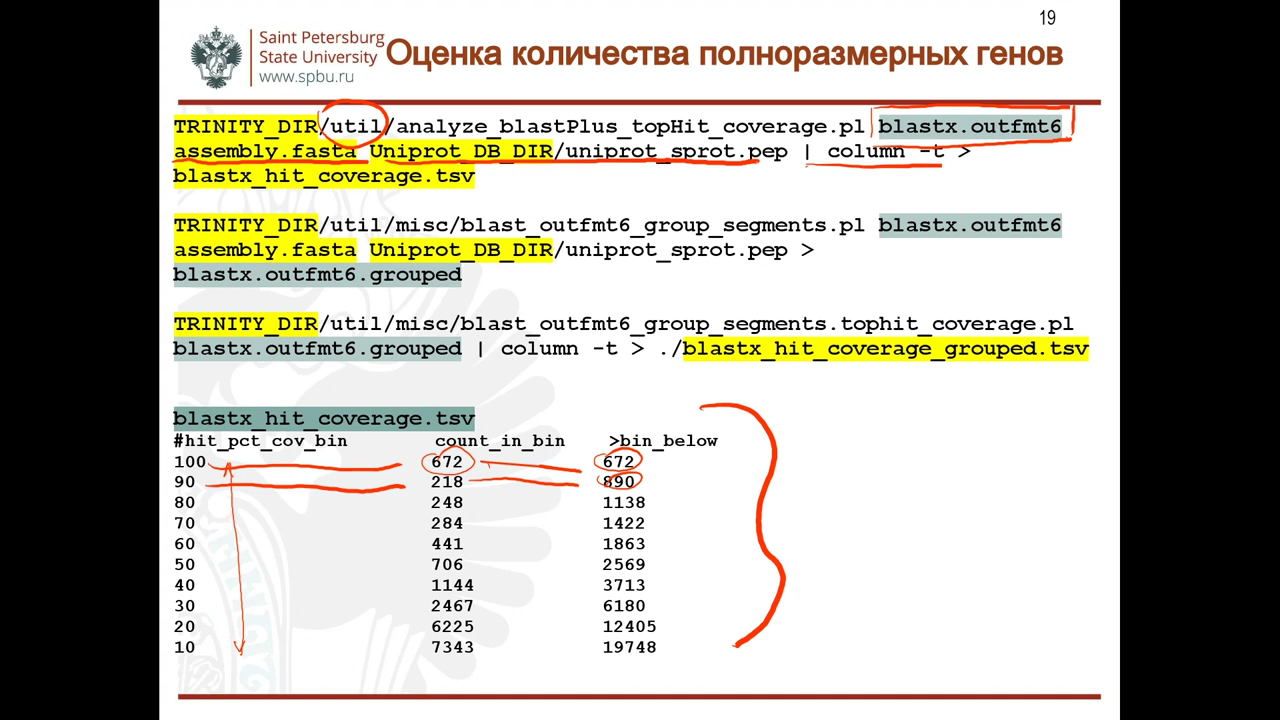 19
Saint Petersburg
State University
www.spbu.ru
Оценка количества полноразмерных генов
TRINITY_DIR/util/analyze_blastPlus_topHit_coverage.pl blastx.outfmt6
assembly.fasta Uniprot_DB_DIR/uniprot_sprot.pep | column -t >
blastx_hit_coverage.tsv
TRINITY_DIR/util/misc/blast_outfmt6_group_segments.pl blastx.outfmt6
assembly.fasta Uniprot_DB_DIR/uniprot_sprot.pep >
blastx.outfmt6.grouped
TRINITY_DIR/util/misc/blast_outfmt6_group_segments.tophit_coverage.pl
blastx.outfmt6.grouped | column -t > ./blastx_hit_coverage_grouped.tsv
blastx_hit_coverage.tsv
#hit_pct_cov_bin count_in_bin >bin_below
100 672 672
90 218 890
80 248 1138
70 284 1422
60 441 1863
50 706 2569
40 1144 3713
30 2467 6180
20 6225 12405
10 7343 19748